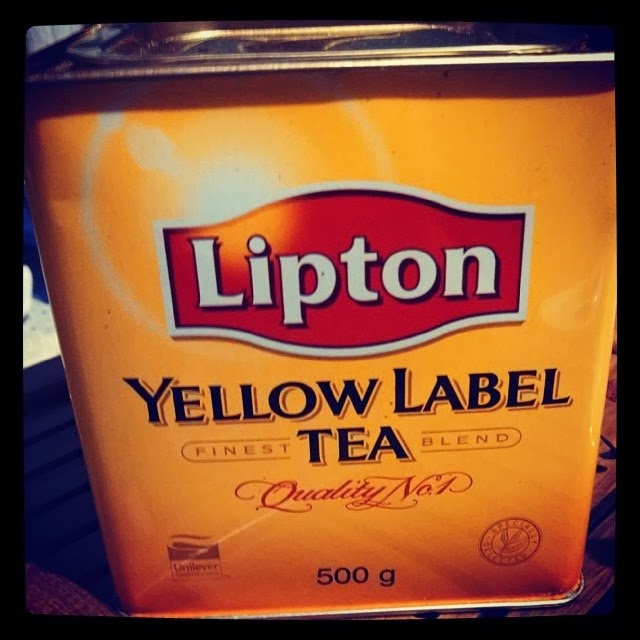 Lipton
YELLOW LABEL
FINEST TEA BLEND
Quality No.1
Unilever
500 g